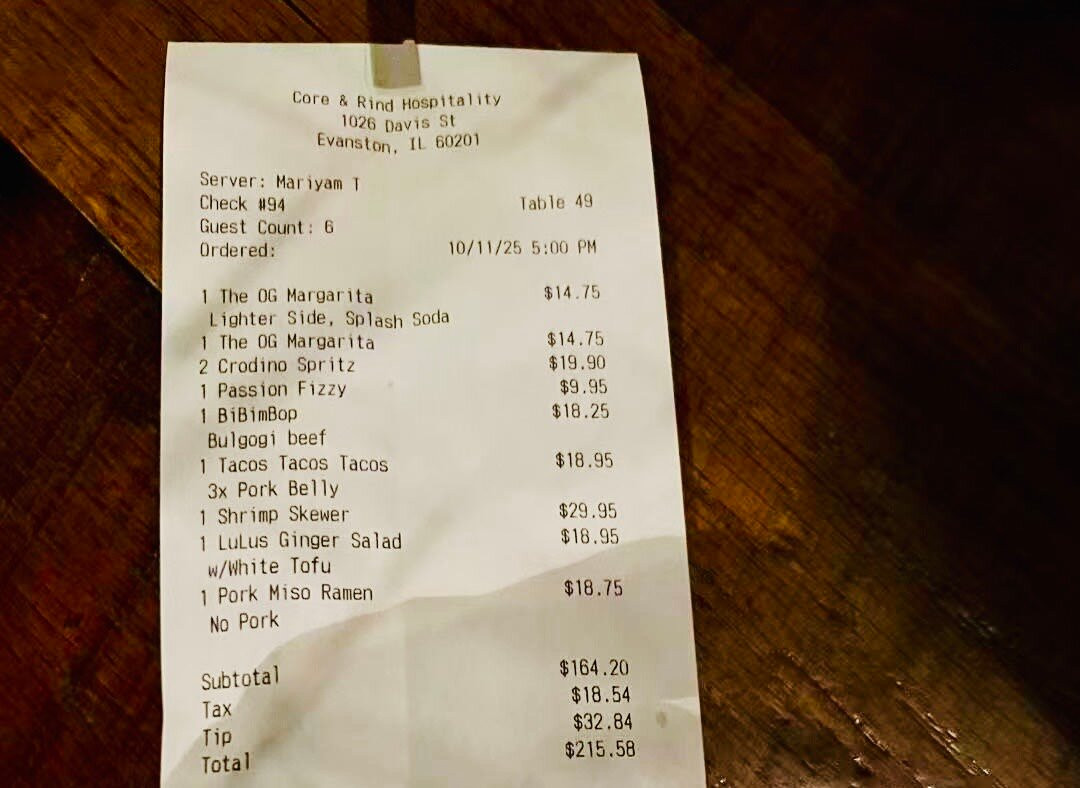 Core & Rind Hospitality
1026 Davis St
Evanston, IL 60201
Server: Mariyam T
Check #94 Table 49
Guest Count: 6
Ordered: 10/11/25 5:00 PM
1 The OG Margarita $14.75
Lighter Side, Splash Soda
1 The OG Margarita $14.75
2 Crodino Spritz $19.90
1 Passion Fizzy $9.95
1 BiBimBop $18.25
Bulgogi beef
1 Tacos Tacos Tacos $18.95
3x Pork Belly
1 Shrimp Skewer $29.95
1 LuLus Ginger Salad $18.95
w/White Tofu
1 Pork Miso Ramen $18.75
No Pork
Subtotal $164.20
Tax $18.54
Tip $32.84
Total $215.58